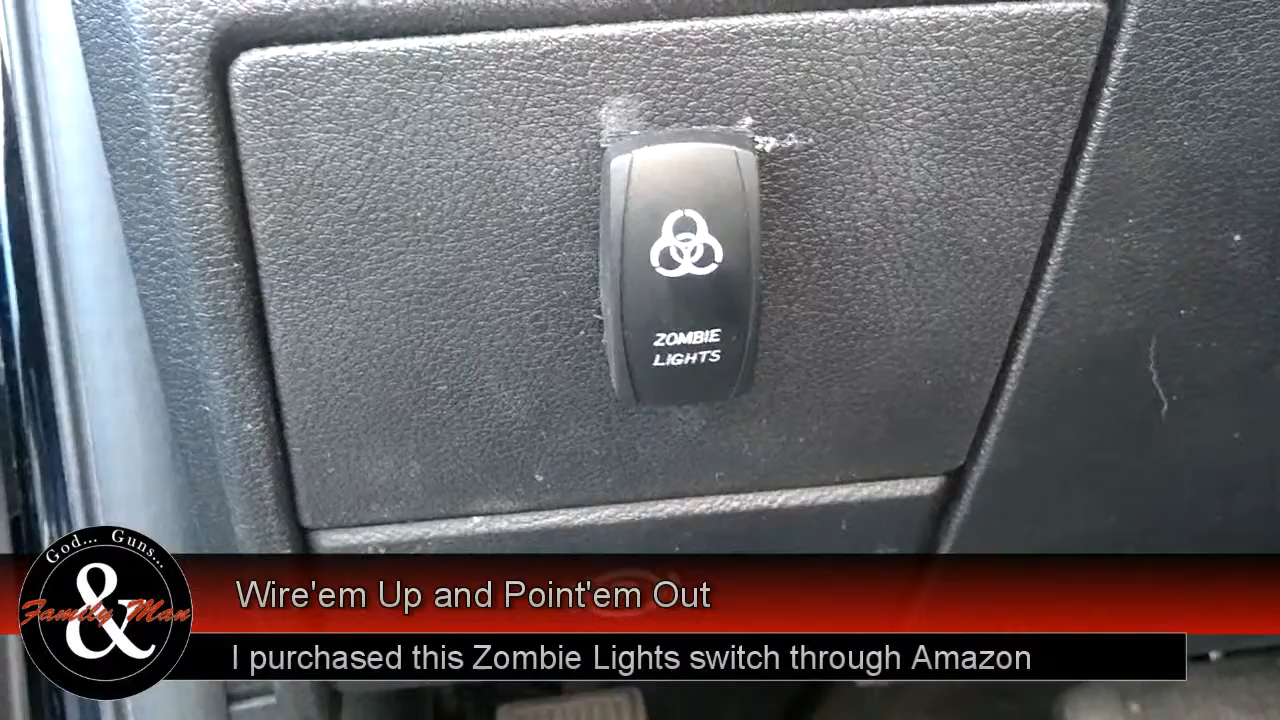 ZOMBIE
LIGHTS
God... Guns...
&
Family Man
Wire'em Up and Point'em Out
I purchased this Zombie Lights switch through Amazon